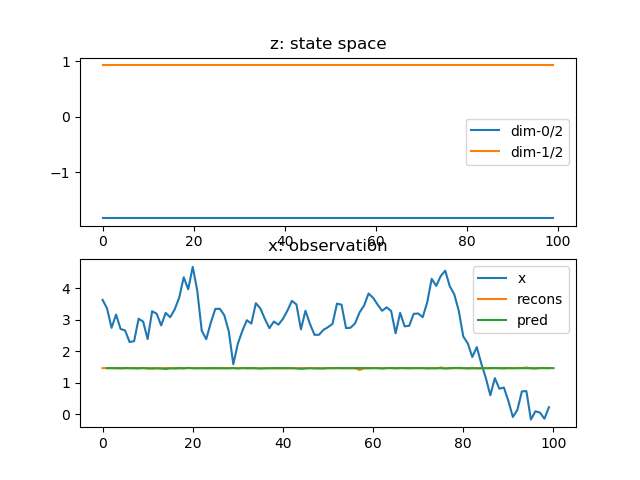 z: state space
1
0
−1
dim-0/2
dim-1/2
0 20 40 60 80 100
x: observation
4
3
2
1
0
x
recons
pred
0 20 40 60 80 100